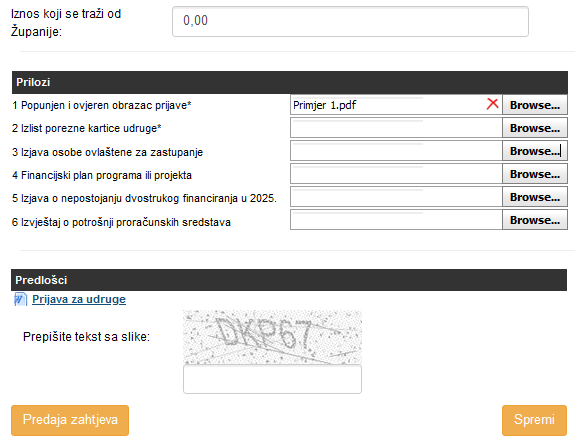 Iznos koji se traži od
Županije:
0,00
Prilozi
1 Popunjen i ovjeren obrazac prijave*
Primjer 1.pdf
Browse...
2 Izlist porezne kartice udruge*
Browse...
3 Izjava osobe ovlaštene za zastupanje
Browse...
4 Financijski plan programa ili projekta
Browse...
5 Izjava o nepostojanju dvostrukog financiranja u 2025.
Browse...
6 Izvještaj o potrošnji proračunskih sredstava
Browse...
Predlošci
Prijava za udruge
Prepišite tekst sa slike:
DKP67
Predaja zahtjeva
Spremi